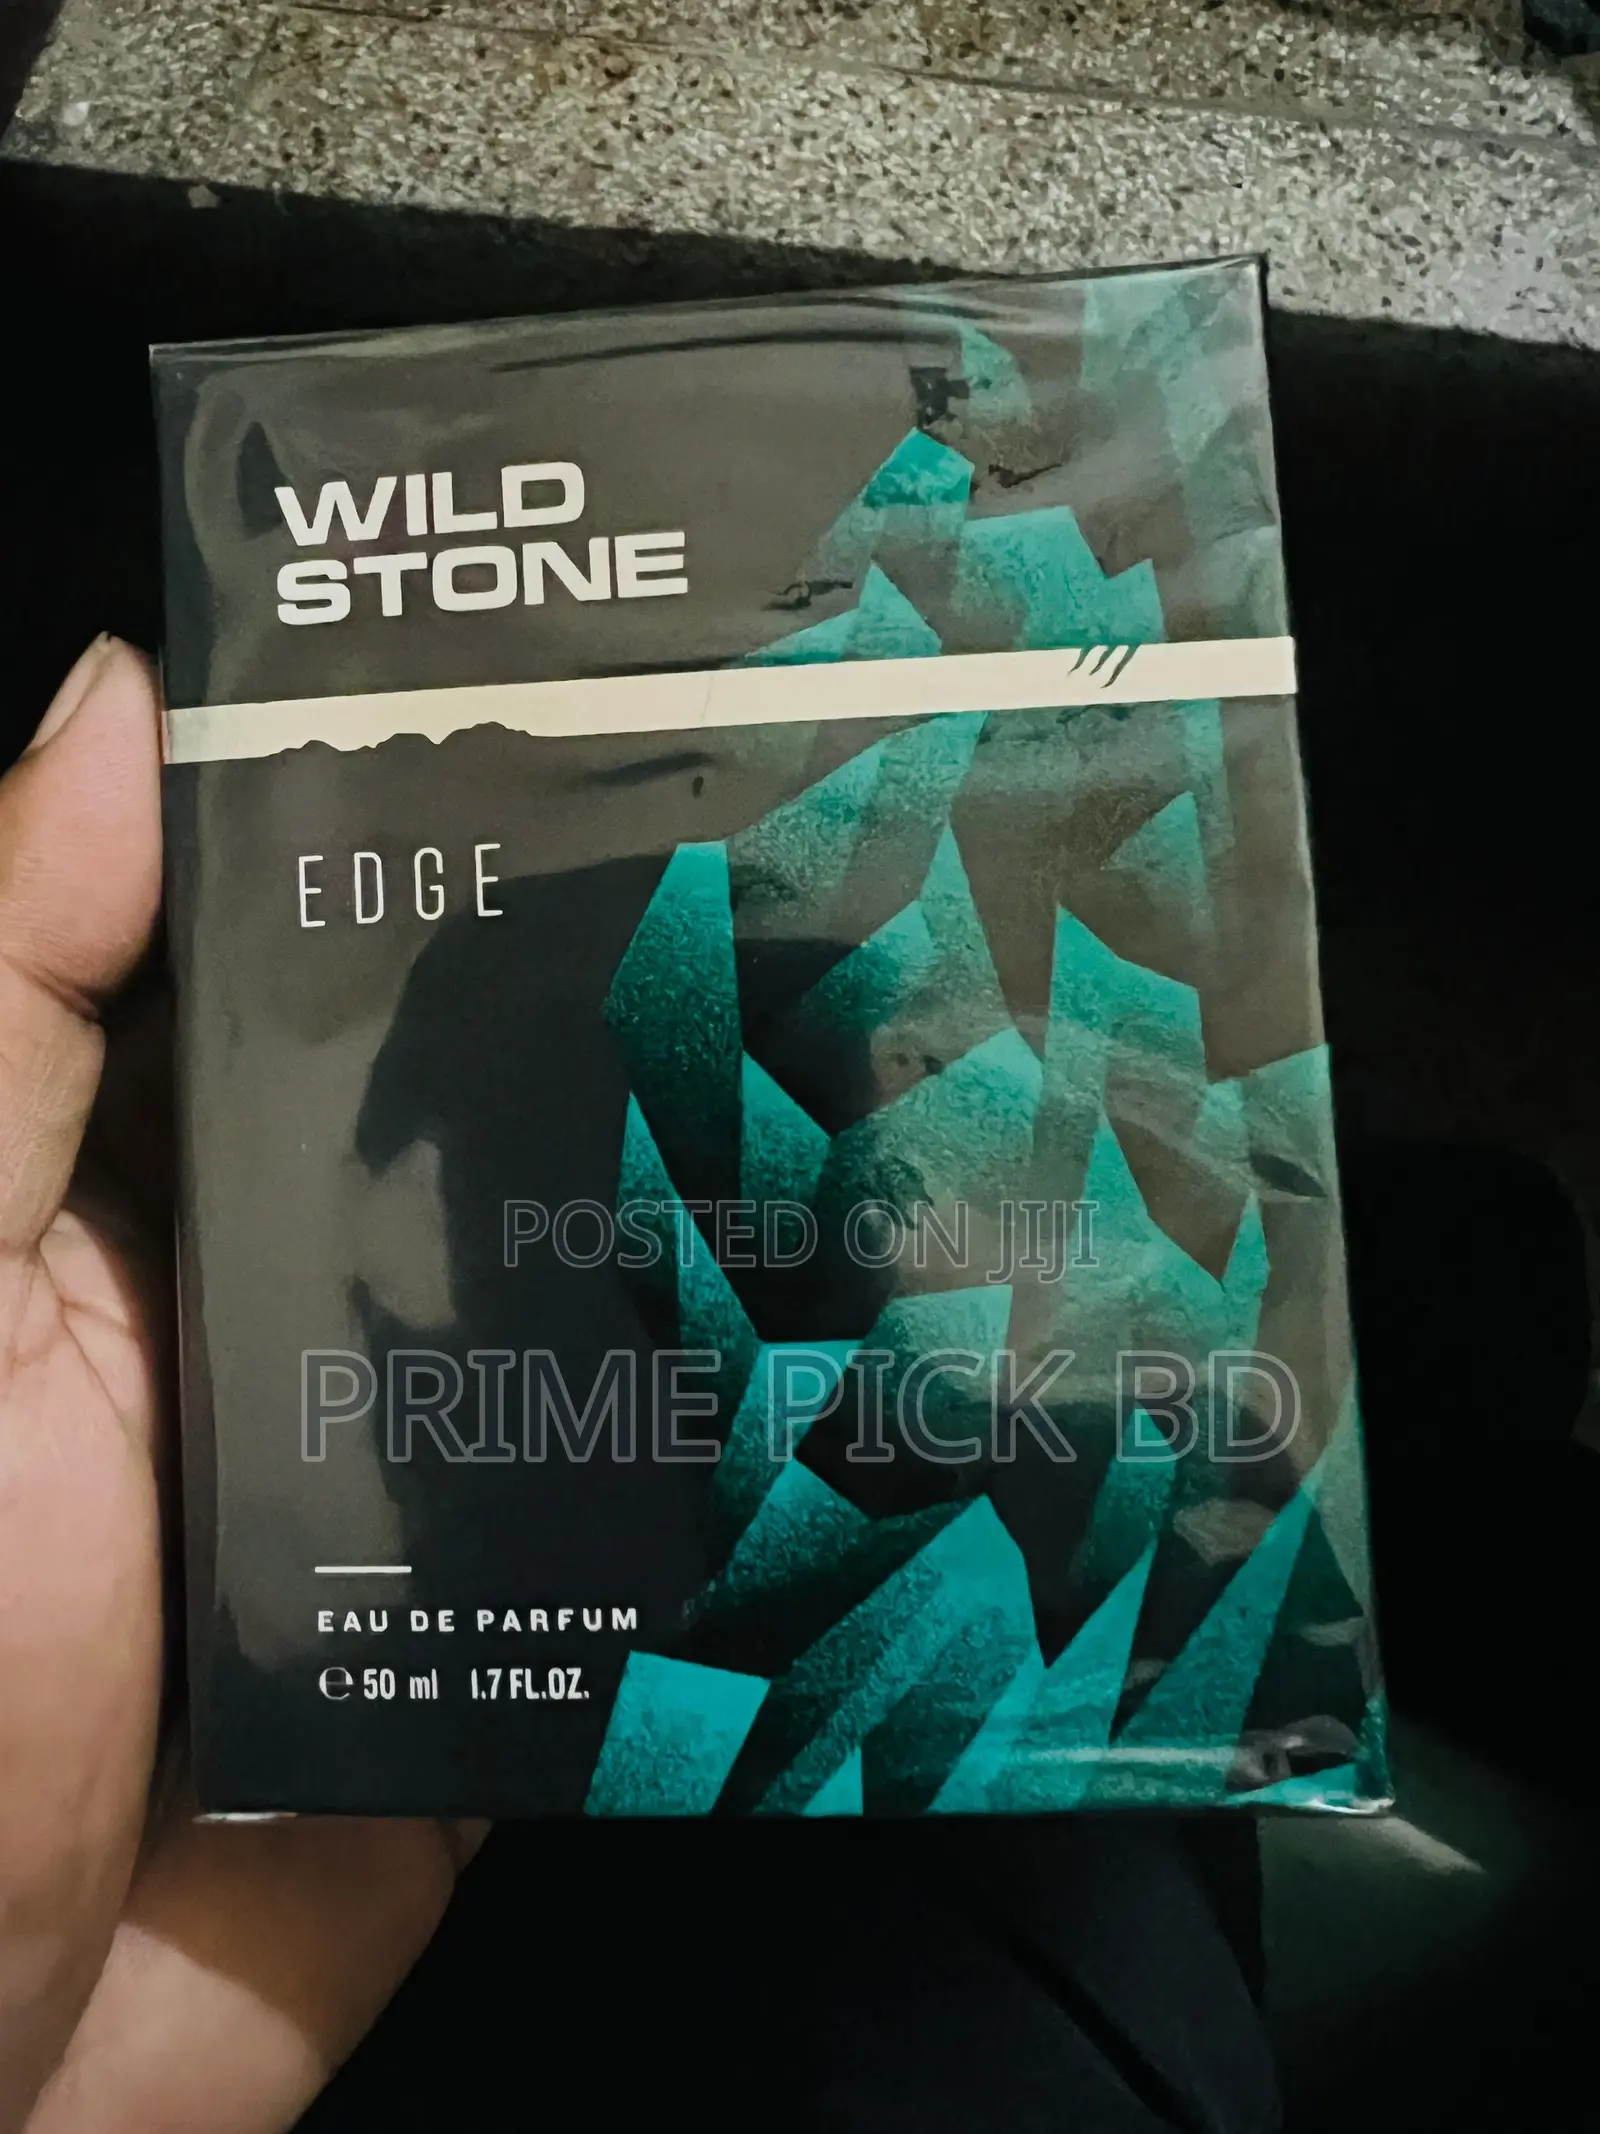 WILD
STONE
EDGE
POSTED ON JIJI
PRIME PICK BD
EAU DE PARFUM
℮ 50 ml 1.7 FL.OZ.